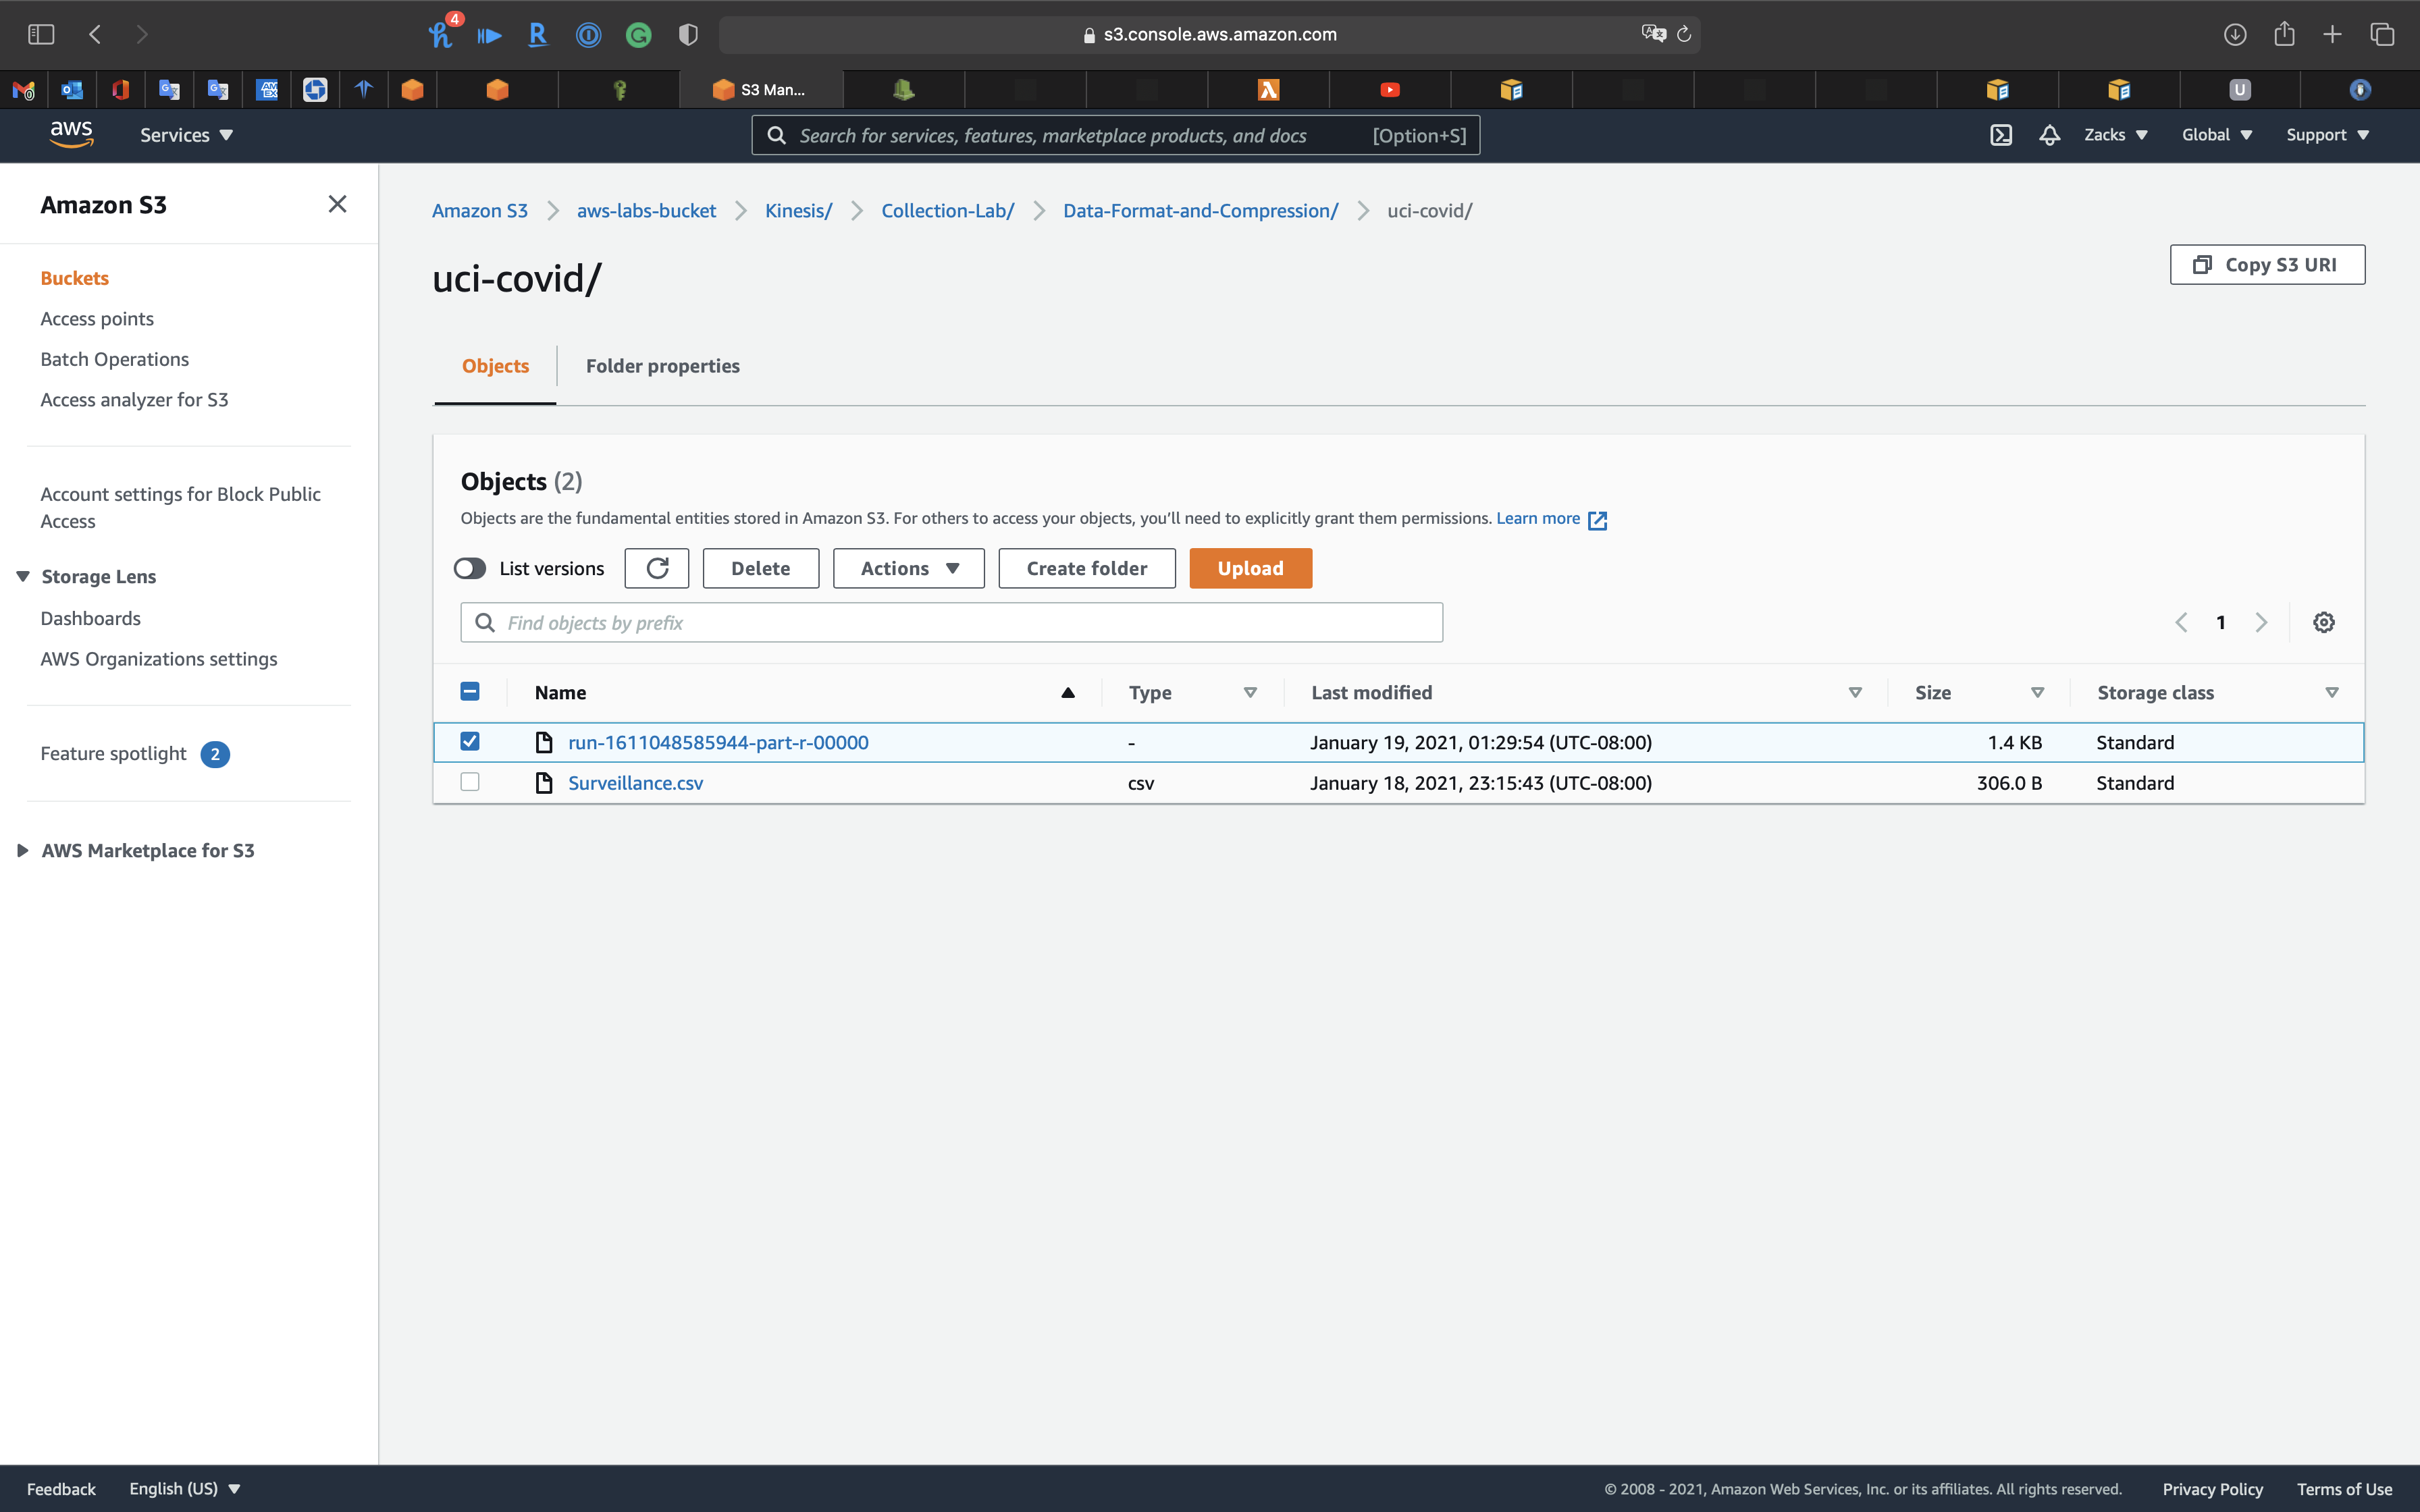 4
s3.console.aws.amazon.com
S3 Man...
U
aws
Services
Search for services, features, marketplace products, and docs [Option+S]
Zacks
Global
Support
Amazon S3
Buckets
Access points
Batch Operations
Access analyzer for S3
Account settings for Block Public
Access
Storage Lens
Dashboards
AWS Organizations settings
Feature spotlight 2
AWS Marketplace for S3
Amazon S3 aws-labs-bucket Kinesis/ Collection-Lab/ Data-Format-and-Compression/ uci-covid/
uci-covid/
Copy S3 URI
Objects
Folder properties
Objects (2)
Objects are the fundamental entities stored in Amazon S3. For others to access your objects, you’ll need to explicitly grant them permissions. Learn more
List versions
Delete
Actions
Create folder
Upload
Find objects by prefix
1
Name Type Last modified Size Storage class
run-1611048585944-part-r-00000 - January 19, 2021, 01:29:54 (UTC-08:00) 1.4 KB Standard
Surveillance.csv csv January 18, 2021, 23:15:43 (UTC-08:00) 306.0 B Standard
Feedback
English (US)
© 2008 - 2021, Amazon Web Services, Inc. or its affiliates. All rights reserved.
Privacy Policy
Terms of Use